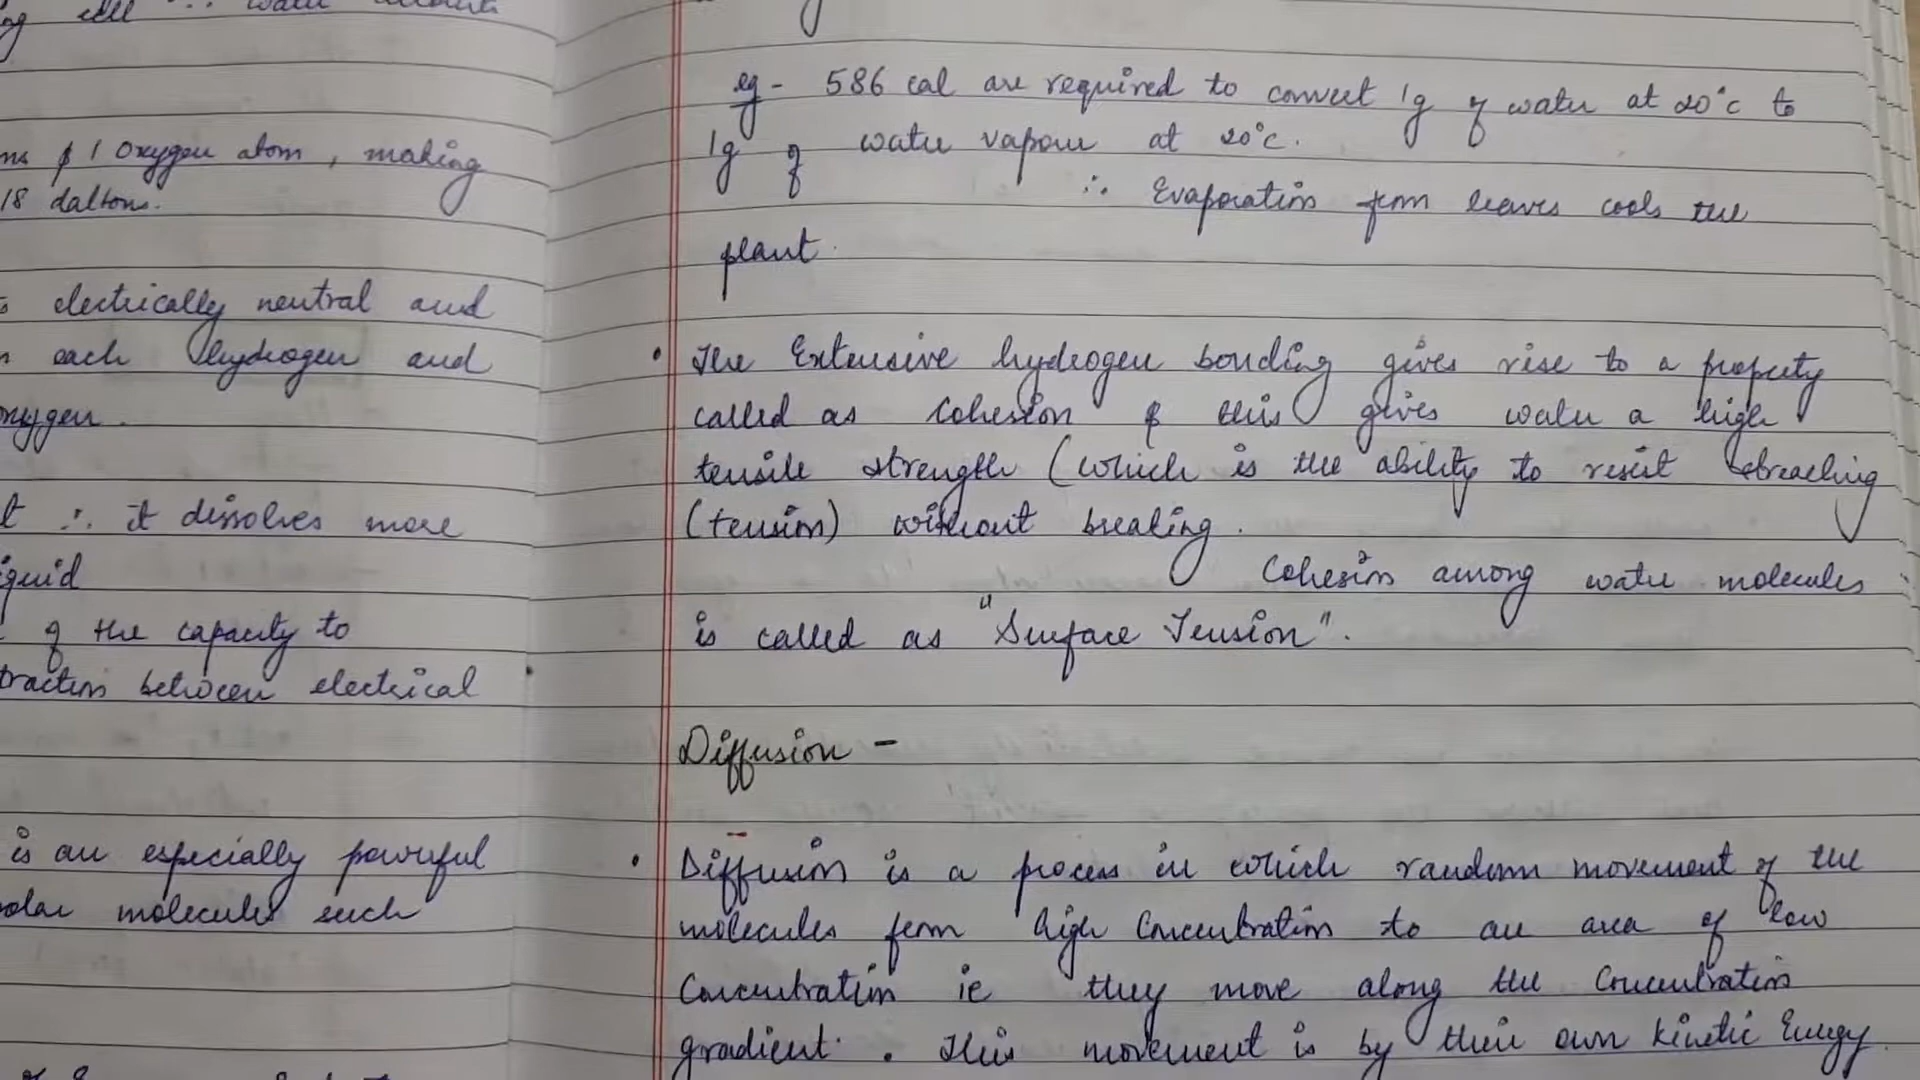 ng cell ∴ water
ns & 1 oxygen atom, making
18 daltons.
electrically neutral and
each hydrogen and
oxygen.
t ∴ it dissolves more
iquid
of the capacity to
traction between electrical
is an especially powerful
olar molecules such
eg - 586 cal are required to convert 1g of water at 20°c to
1g of water vapour at 20°c.
∴ Evaporation from leaves cools the
plant.
• The Extensive hydrogen bonding gives rise to a property
called as Cohesion & this gives water a high
tensile strength (which is the ability to resist streaching
(tension) without breaking.
Cohesion among water molecules
is called as "Surface Tension".
Diffusion -
• Diffusion is a process in which random movement of the
molecules from high Concentration to an area of low
Concentration ie they move along the Concentration
gradient. This movement is by their own kinetic Energy.